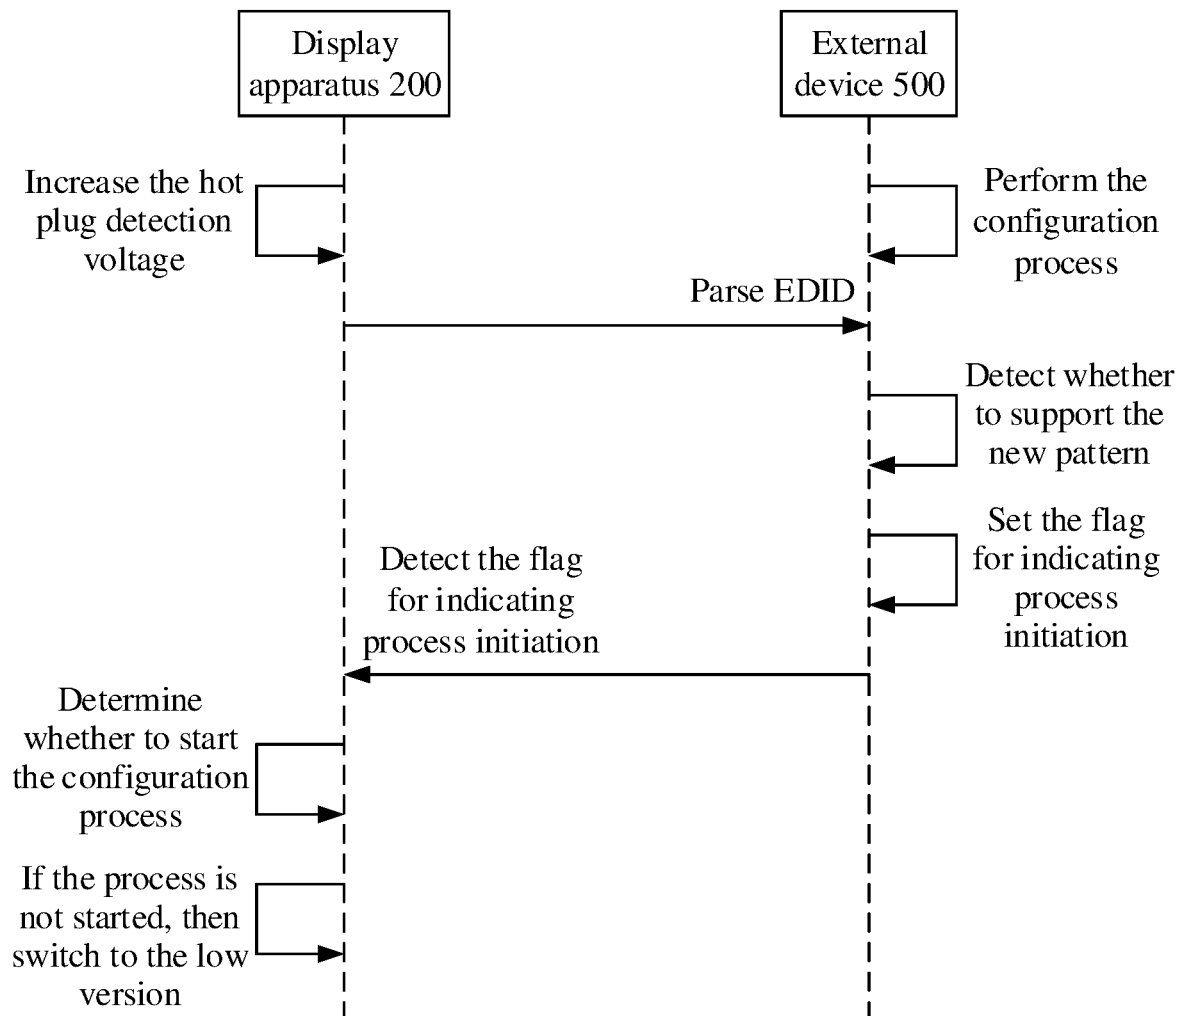 Display
apparatus 200
External
device 500
Increase the hot
plug detection
voltage
Perform the
configuration
process
Parse EDID
Detect whether
to support the
new pattern
Set the flag
for indicating
process
initiation
Detect the flag
for indicating
process initiation
Determine
whether to start
the configuration
process
If the process is
not started, then
switch to the low
version